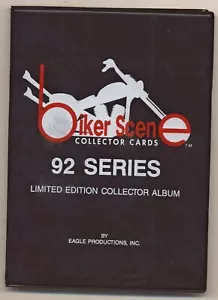 biker Scene
COLLECTOR CARDS
TM
92 SERIES
LIMITED EDITION COLLECTOR ALBUM
BY
EAGLE PRODUCTIONS, INC.